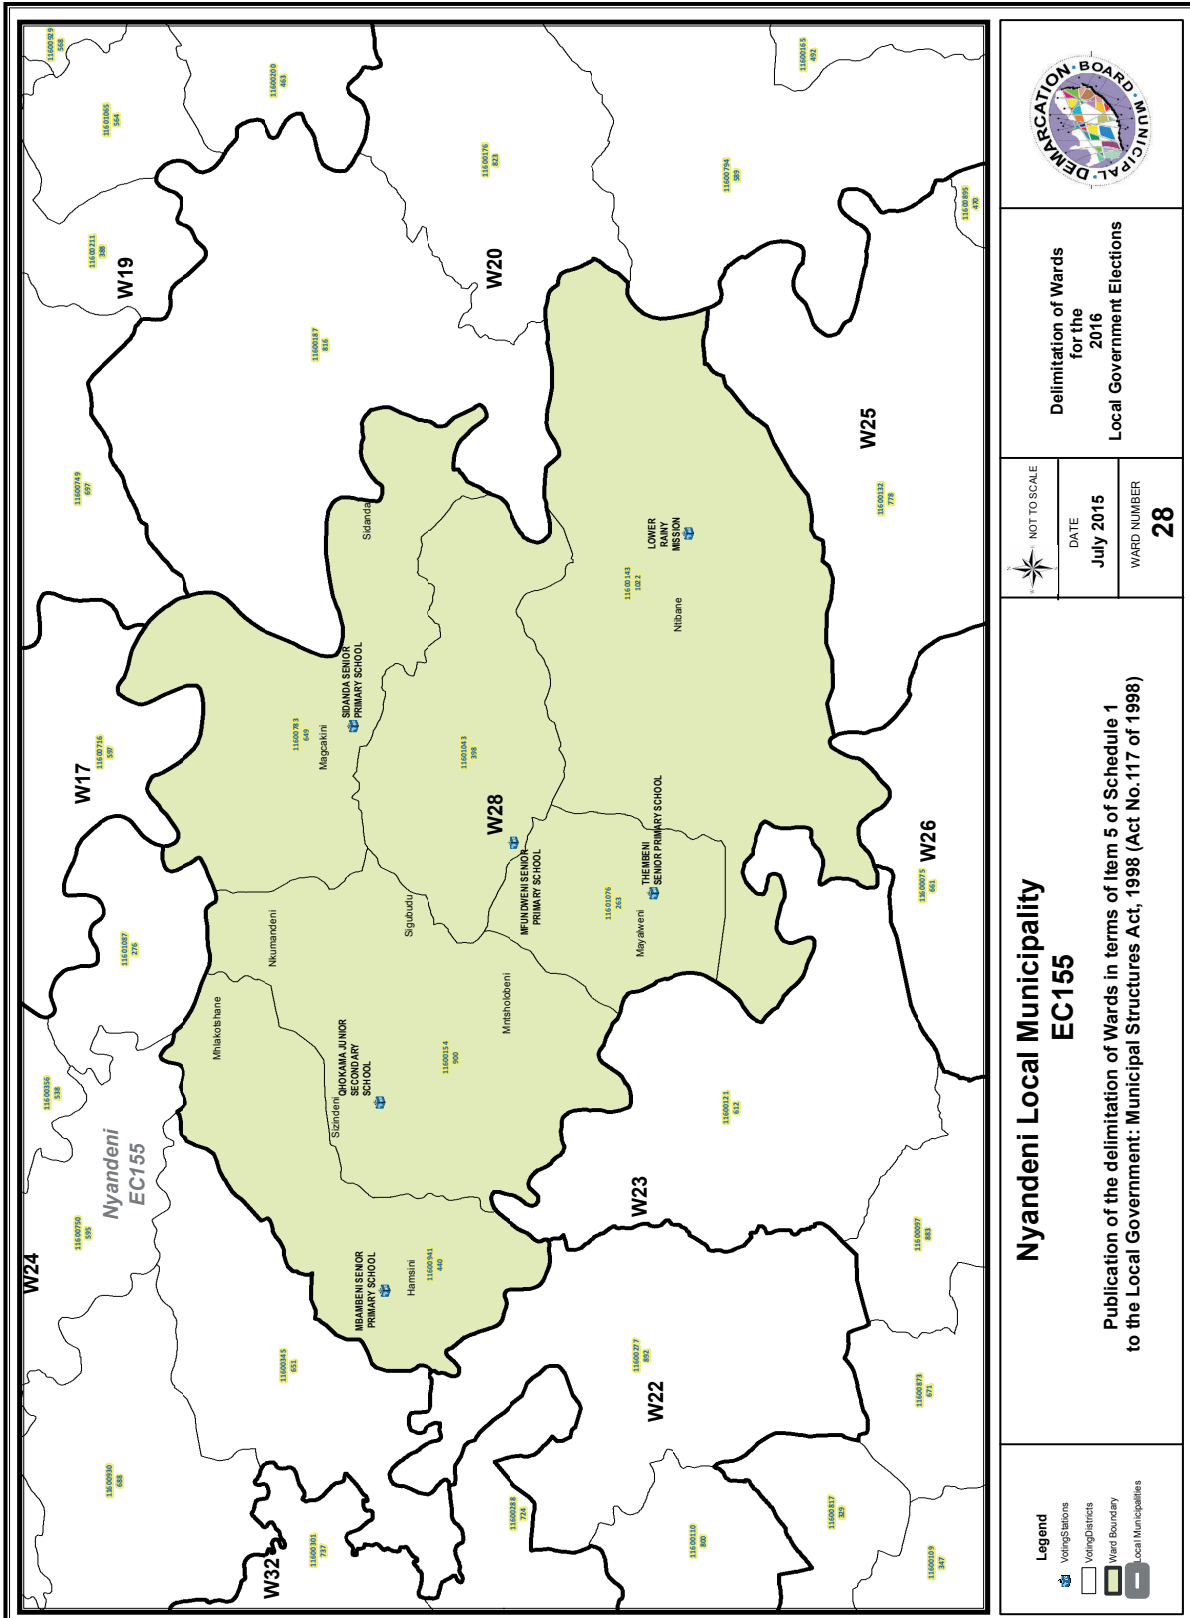 W24
W17
W19
W20
W28
W25
W26
W23
W22
W32
Nyandeni
EC155
11600929
568
11601065
564
11600200
463
11600211
388
11600165
492
11600176
823
11600794
589
11600895
470
11600187
816
11600749
697
11600132
778
11600716
597
11601087
276
11600356
538
11600750
595
11600930
688
11600345
651
11600301
737
11600288
724
11600110
800
11600817
329
11600109
347
11600873
671
11600097
883
11600277
892
11600121
612
11600075
661
11600783
649
Magcakini
SIDANDA SENIOR
PRIMARY SCHOOL
Sidanda
11601043
398
MFUNDWENI SENIOR
PRIMARY SCHOOL
Sigubudu
Nkumandeni
Mhlakotshane
QHOKAMA JUNIOR
SECONDARY
SCHOOL
Sizindeni
11600154
900
Mntsholobeni
MBAMBENI SENIOR
PRIMARY SCHOOL
Hamsini
11600941
440
11601076
263
Mayalweni
THEMBENI
SENIOR PRIMARY SCHOOL
LOWER
RAINY
MISSION
11600143
1022
Ntibane
Legend
VotingStations
VotingDistricts
Ward Boundary
Local Municipalities
Nyandeni Local Municipality
EC155
Publication of the delimitation of Wards in terms of Item 5 of Schedule 1
to the Local Government: Municipal Structures Act, 1998 (Act No.117 of 1998)
NOT TO SCALE
DATE
July 2015
WARD NUMBER
28
Delimitation of Wards
for the
2016
Local Government Elections
MUNICIPAL DEMARCATION BOARD